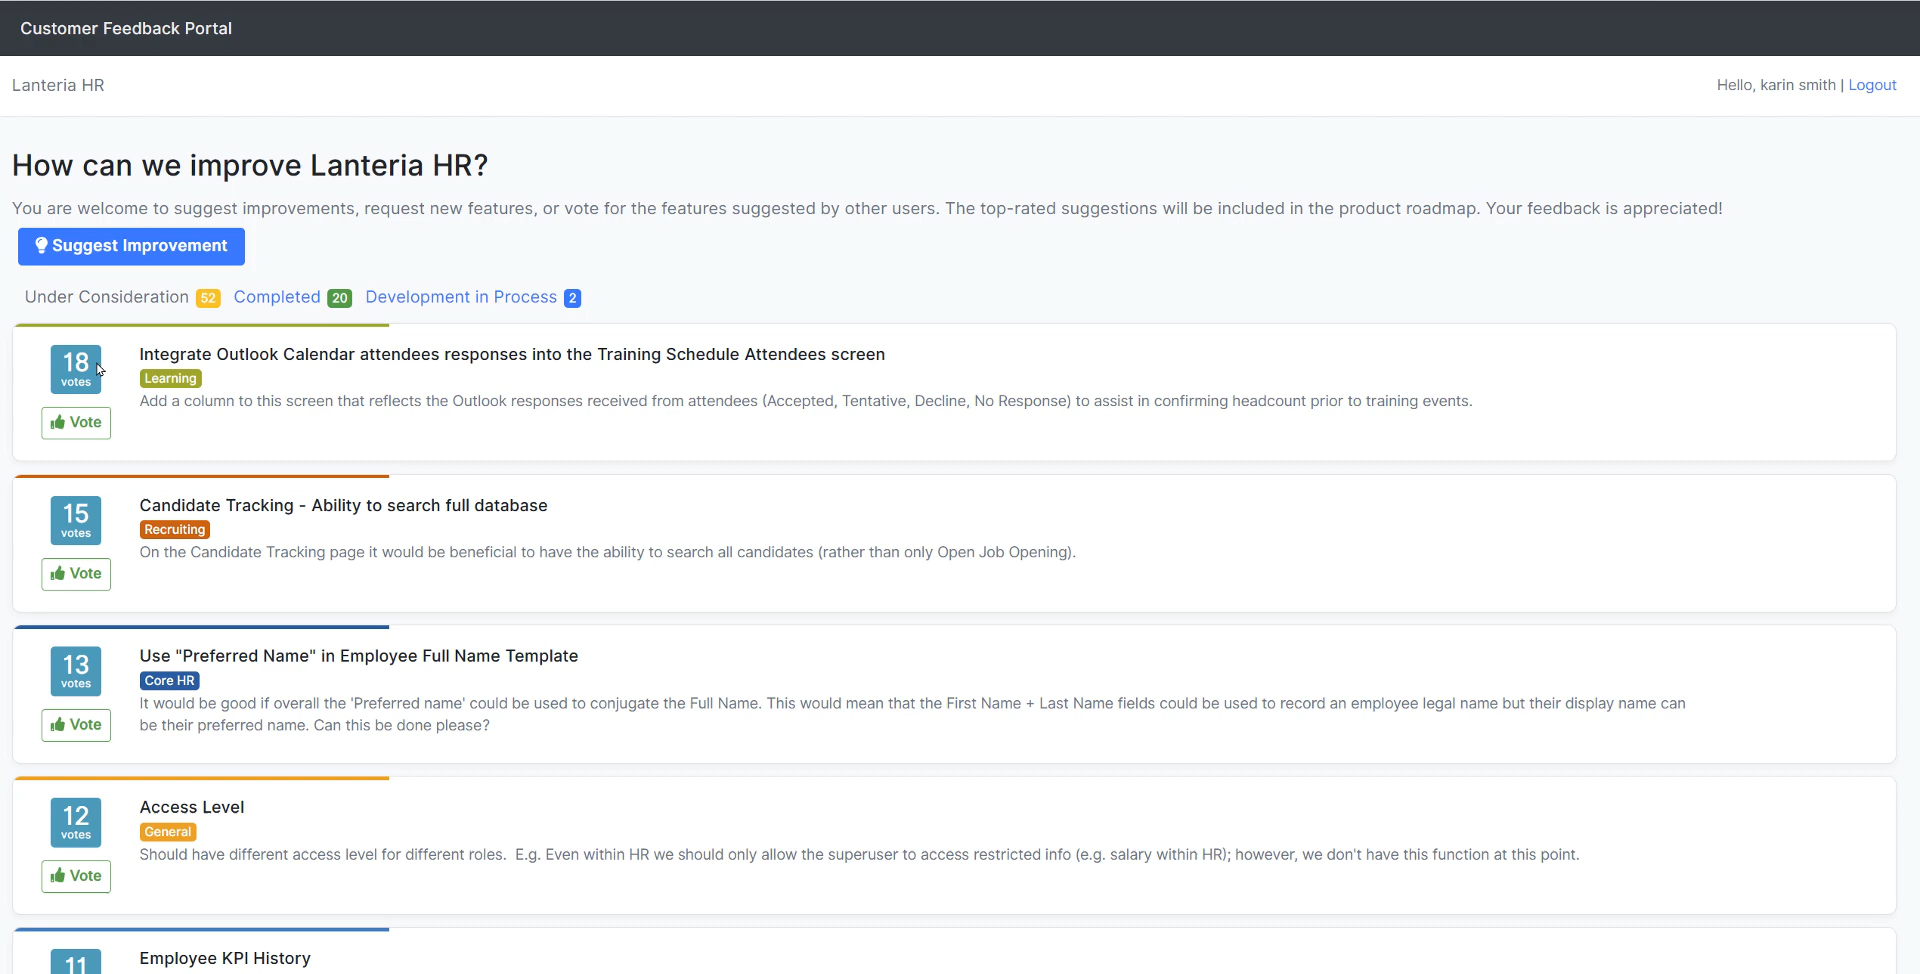 Customer Feedback Portal
Lanteria HR
Hello, karin smith | Logout
How can we improve Lanteria HR?
You are welcome to suggest improvements, request new features, or vote for the features suggested by other users. The top-rated suggestions will be included in the product roadmap. Your feedback is appreciated!
Suggest Improvement
Under Consideration 52 Completed 20 Development in Process 2
18
votes
Vote
Integrate Outlook Calendar attendees responses into the Training Schedule Attendees screen
Learning
Add a column to this screen that reflects the Outlook responses received from attendees (Accepted, Tentative, Decline, No Response) to assist in confirming headcount prior to training events.
15
votes
Vote
Candidate Tracking - Ability to search full database
Recruiting
On the Candidate Tracking page it would be beneficial to have the ability to search all candidates (rather than only Open Job Opening).
13
votes
Vote
Use "Preferred Name" in Employee Full Name Template
Core HR
It would be good if overall the 'Preferred name' could be used to conjugate the Full Name. This would mean that the First Name + Last Name fields could be used to record an employee legal name but their display name can
be their preferred name. Can this be done please?
12
votes
Vote
Access Level
General
Should have different access level for different roles.  E.g. Even within HR we should only allow the superuser to access restricted info (e.g. salary within HR); however, we don't have this function at this point.
11
Employee KPI History